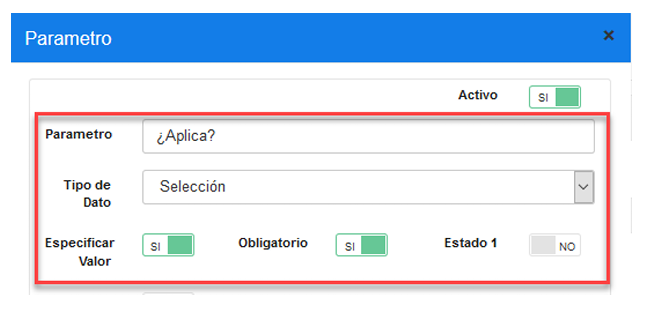 Parametro ×
Activo SI
Parametro ¿Aplica?
Tipo de Dato Selección
Especificar Valor SI Obligatorio SI Estado 1 NO